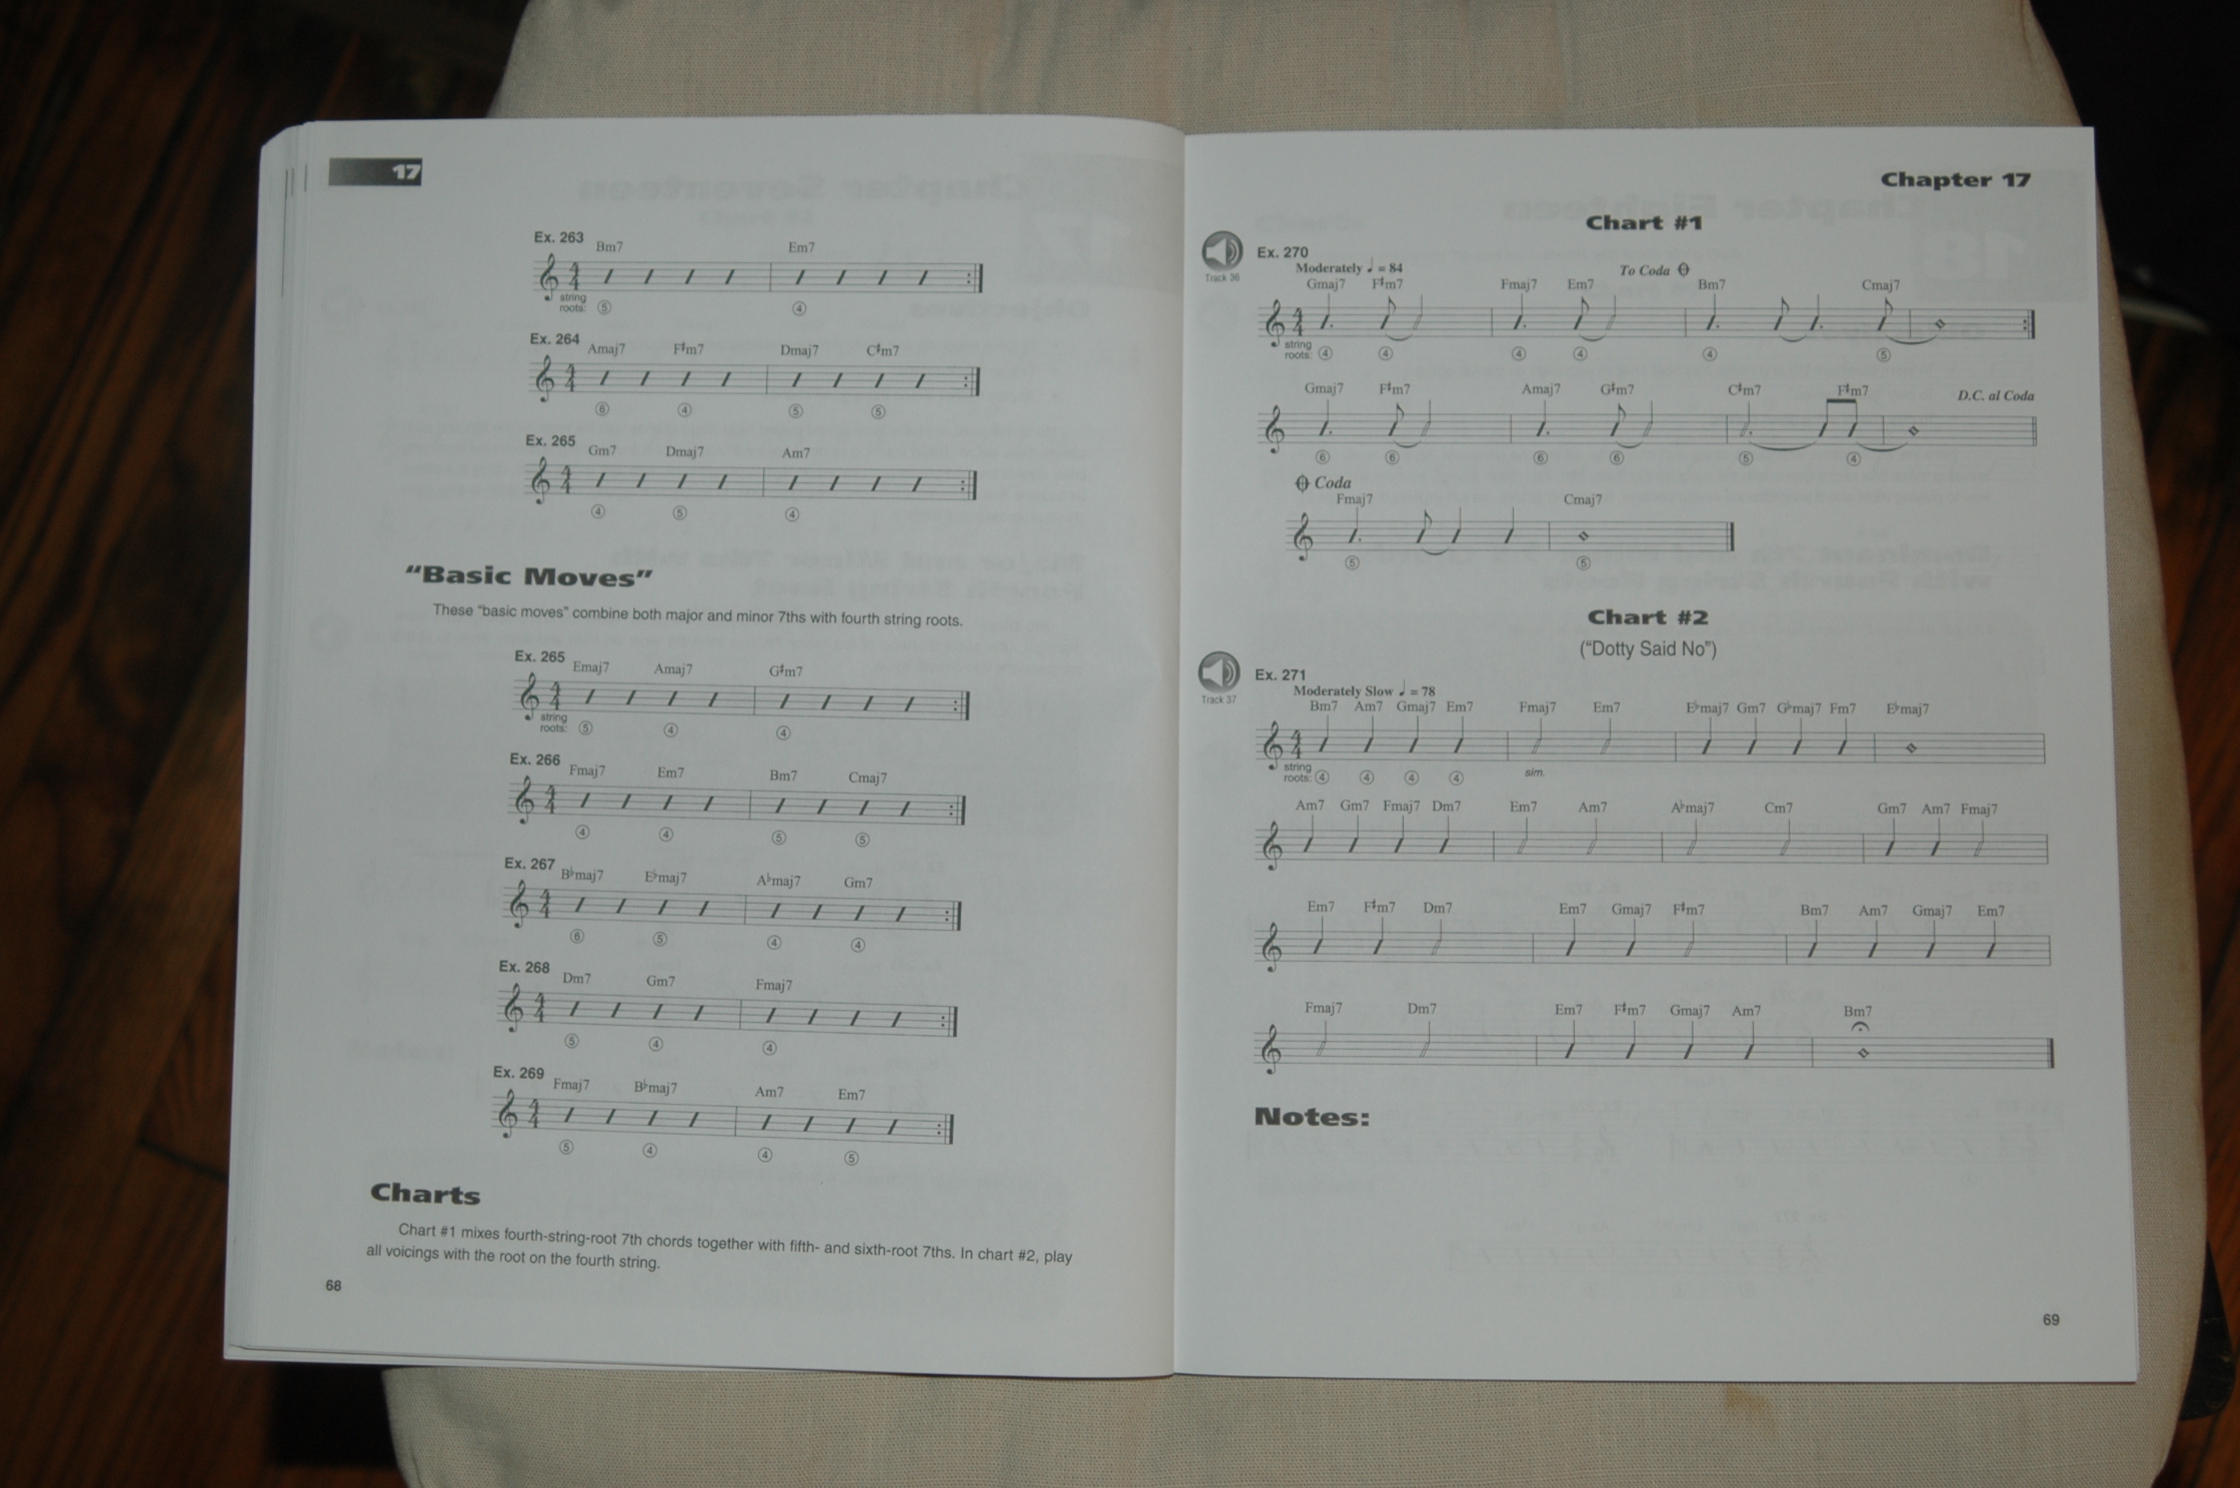 17
Ex. 263
Bm7 Em7
string
roots: ⑤ ④
Ex. 264
Amaj7 F♯m7 Dmaj7 C♯m7
⑥ ④ ⑤ ⑤
Ex. 265
Gm7 Dmaj7 Am7
④ ⑤ ④
“Basic Moves”
These “basic moves” combine both major and minor 7ths with fourth string roots.
Ex. 265
Emaj7 Amaj7 G♯m7
string
roots: ⑤ ④ ④
Ex. 266
Fmaj7 Em7 Bm7 Cmaj7
④ ④ ⑤ ⑤
Ex. 267
B♭maj7 E♭maj7 A♭maj7 Gm7
⑥ ⑤ ④ ④
Ex. 268
Dm7 Gm7 Fmaj7
⑤ ④ ④
Ex. 269
Fmaj7 B♭maj7 Am7 Em7
⑤ ④ ④ ⑤
Charts
Chart #1 mixes fourth-string-root 7th chords together with fifth- and sixth-root 7ths. In chart #2, play
all voicings with the root on the fourth string.
68
Chapter 17
Chart #1
Track 36
Ex. 270
Moderately ♩ = 84 To Coda
Gmaj7 F♯m7 Fmaj7 Em7 Bm7 Cmaj7
string
roots: ④ ④ ④ ④ ④ ⑤
Gmaj7 F♯m7 Amaj7 G♯m7 C♯m7 F♯m7 D.C. al Coda
⑥ ⑥ ⑥ ⑥ ⑤ ④
Coda
Fmaj7 Cmaj7
⑤ ⑤
Chart #2
(“Dotty Said No”)
Track 37
Ex. 271
Moderately Slow ♩ = 78
Bm7 Am7 Gmaj7 Em7 Fmaj7 Em7 E♭maj7 Gm7 G♭maj7 Fm7 E♭maj7
string sim.
roots: ④ ④ ④ ④
Am7 Gm7 Fmaj7 Dm7 Em7 Am7 A♭maj7 Cm7 Gm7 Am7 Fmaj7
Em7 F♯m7 Dm7 Em7 Gmaj7 F♯m7 Bm7 Am7 Gmaj7 Em7
Fmaj7 Dm7 Em7 F♯m7 Gmaj7 Am7 Bm7
Notes:
69